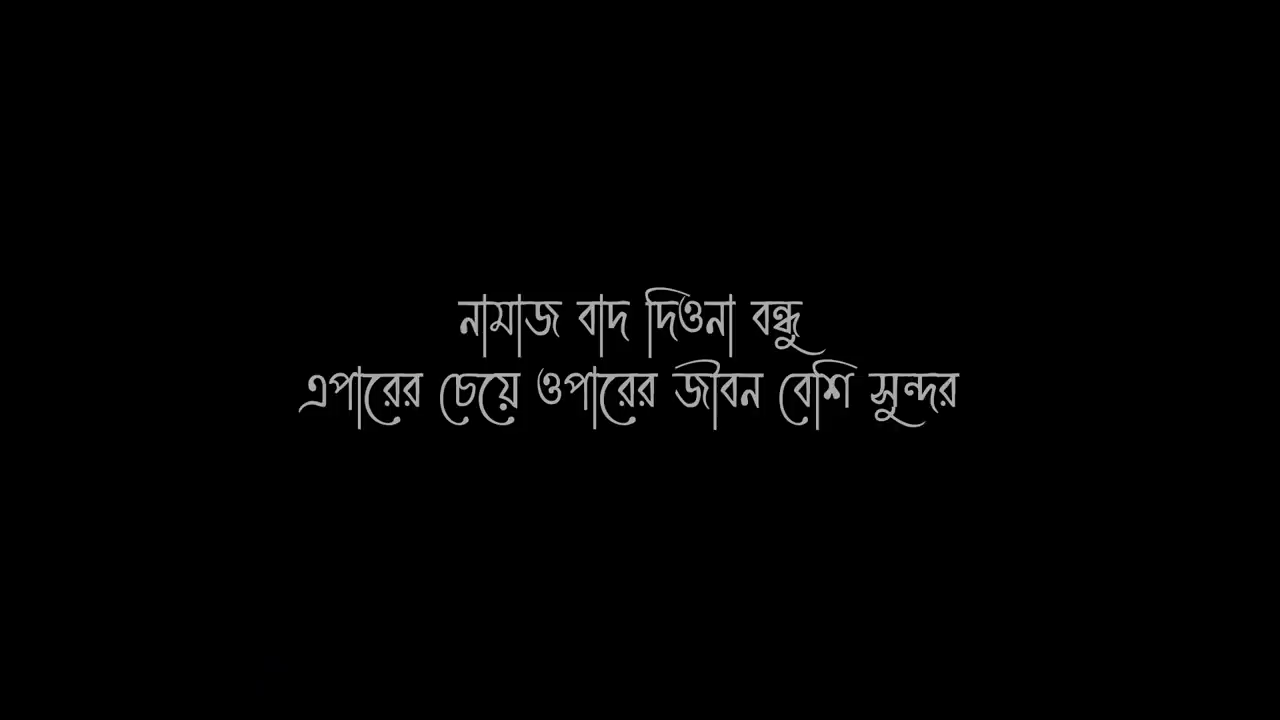 নামাজ বাদ দিওনা বন্ধু
এপারের চেয়ে ওপারের জীবন বেশি সুন্দর